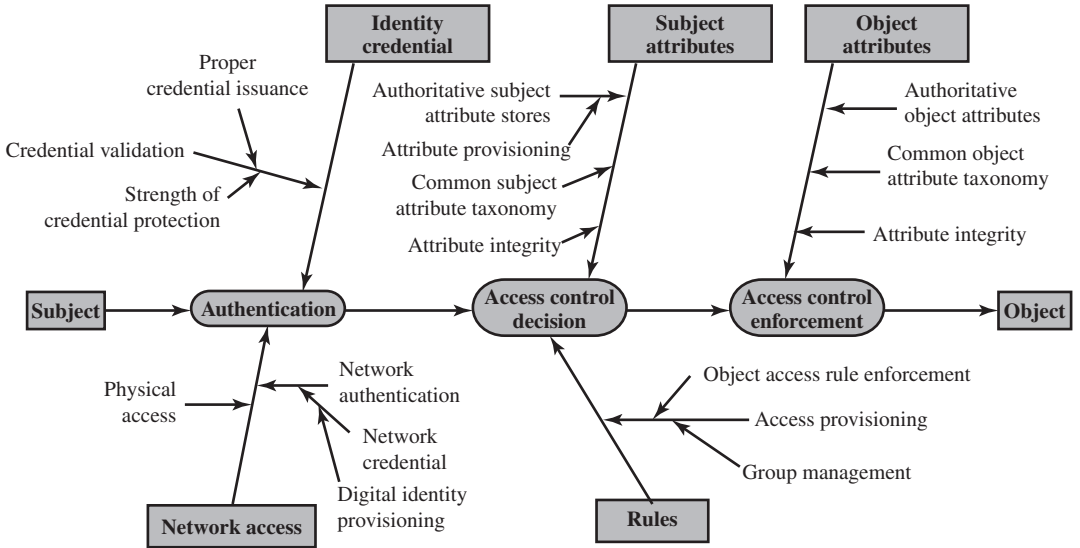 Identity
credential
Subject
attributes
Object
attributes
Proper
credential issuance
Credential validation
Strength of
credential protection
Authoritative subject
attribute stores
Attribute provisioning
Common subject
attribute taxonomy
Attribute integrity
Authoritative
object attributes
Common object
attribute taxonomy
Attribute integrity
Subject
Authentication
Access control
decision
Access control
enforcement
Object
Physical
access
Network
authentication
Network
credential
Digital identity
provisioning
Object access rule enforcement
Access provisioning
Group management
Network access
Rules